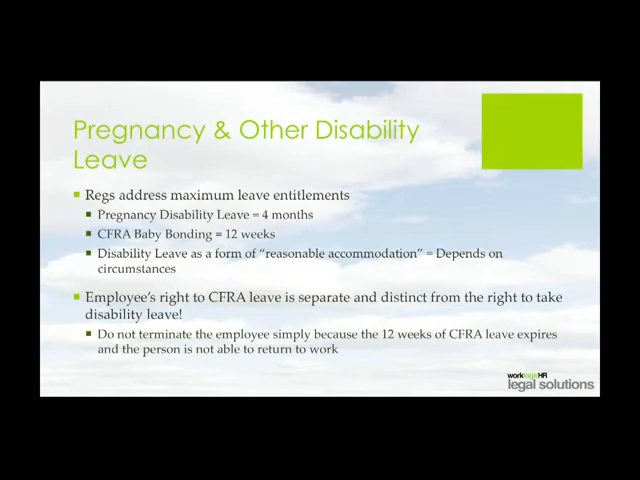 Pregnancy & Other Disability
Leave
Regs address maximum leave entitlements
Pregnancy Disability Leave = 4 months
CFRA Baby Bonding = 12 weeks
Disability Leave as a form of “reasonable accommodation” = Depends on
circumstances
Employee’s right to CFRA leave is separate and distinct from the right to take
disability leave!
Do not terminate the employee simply because the 12 weeks of CFRA leave expires
and the person is not able to return to work
worklogicHR
legal solutions